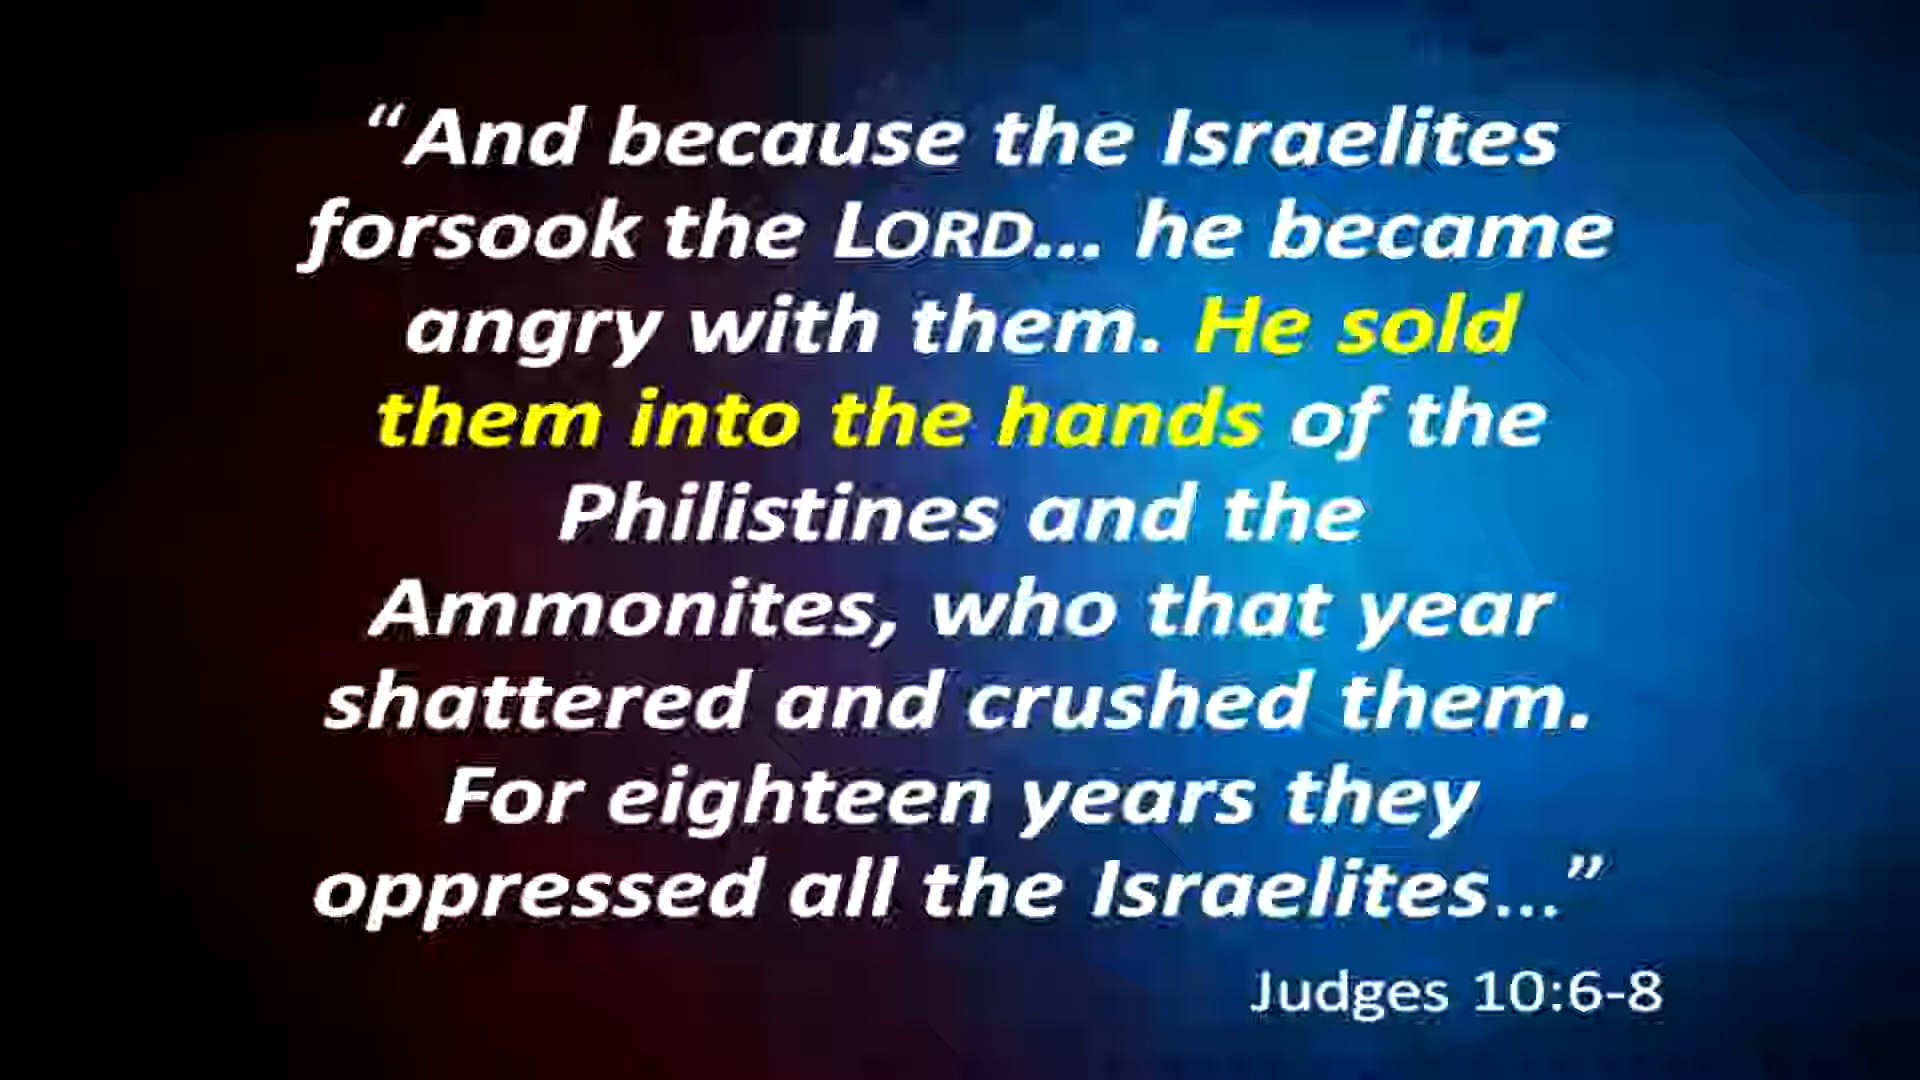 “And because the Israelites
forsook the LORD... he became
angry with them. He sold
them into the hands of the
Philistines and the
Ammonites, who that year
shattered and crushed them.
For eighteen years they
oppressed all the Israelites...”
Judges 10:6-8